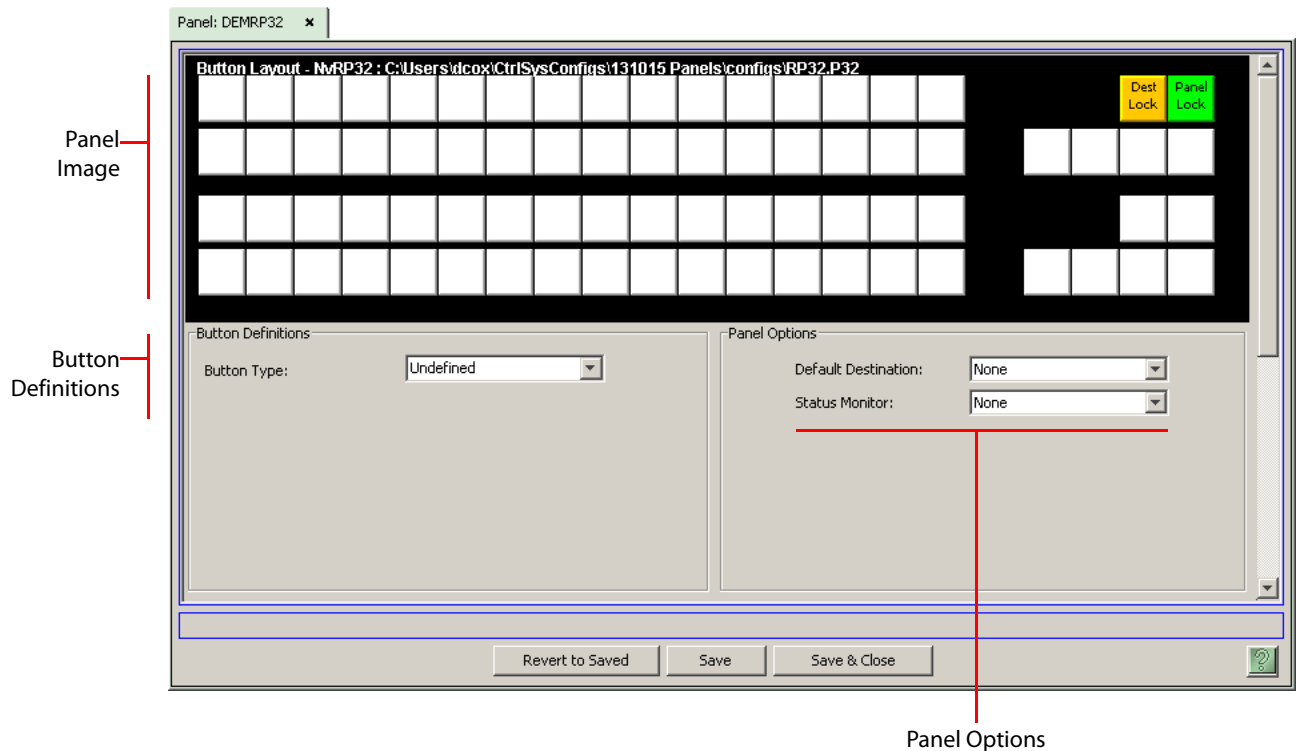 Panel: DEMRP32 ×
Button Layout - NvRP32 : C:\Users\dcox\CtrlSysConfigs\131015 Panels\configs\RP32.P32
Dest Lock
Panel Lock
Panel
Image
Button Definitions
Panel Options
Button
Definitions
Button Type: Undefined
Default Destination: None
Status Monitor: None
Revert to Saved
Save
Save & Close
?
Panel Options